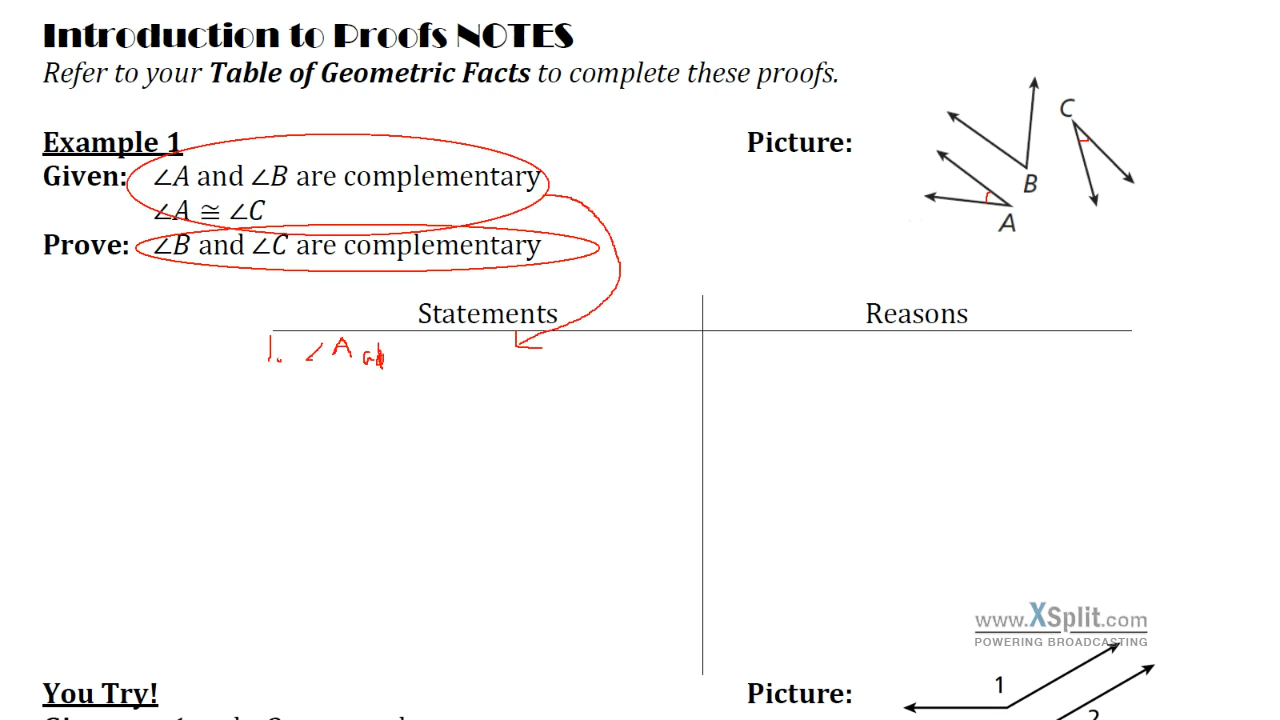 Introduction to Proofs NOTES
Refer to your Table of Geometric Facts to complete these proofs.
Example 1
Picture:
Given: ∠A and ∠B are complementary
∠A ≅ ∠C
Prove: ∠B and ∠C are complementary
C
B
A
Statements
Reasons
1. ∠A
www.XSplit.com
POWERING BROADCASTING
You Try!
Picture:
1
2